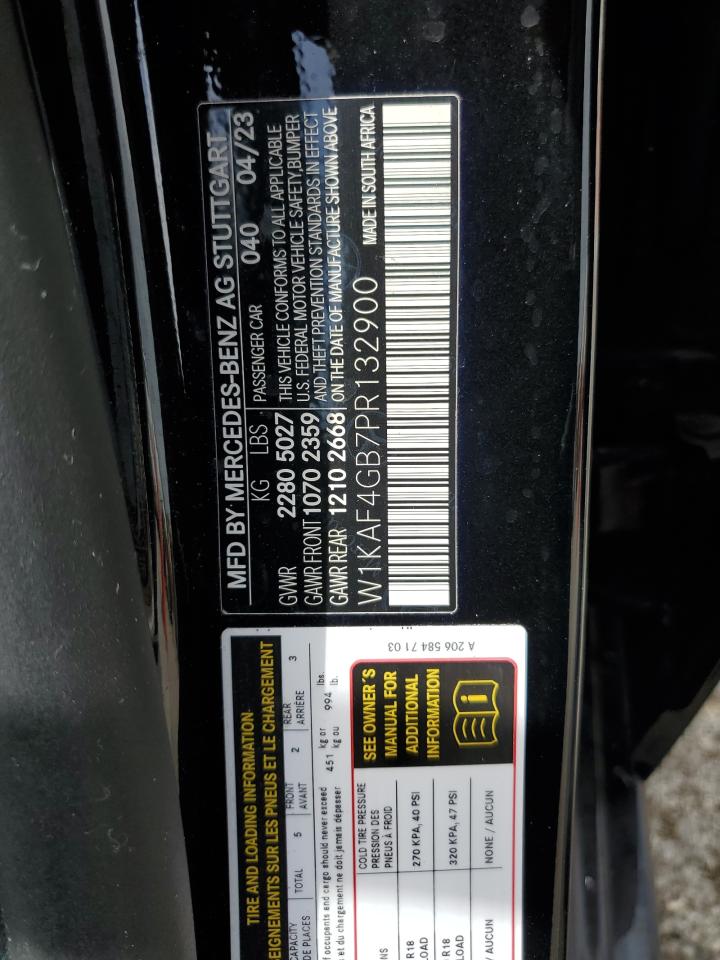 MFD BY MERCEDES-BENZ AG STUTTGART
040 04/23
KG LBS PASSENGER CAR
GVWR 2280 5027 THIS VEHICLE CONFORMS TO ALL APPLICABLE
U.S. FEDERAL MOTOR VEHICLE SAFETY,BUMPER
GAWR FRONT 1070 2359 AND THEFT PREVENTION STANDARDS IN EFFECT
GAWR REAR 1210 2668 ON THE DATE OF MANUFACTURE SHOWN ABOVE
W1KAF4GB7PR132900 MADE IN SOUTH AFRICA
TIRE AND LOADING INFORMATION
SEIGNEMENTS SUR LES PNEUS ET LE CHARGEMENT
CAPACITY TOTAL 5 FRONT 2 REAR 3
DE PLACES AVANT ARRIÈRE
f occupants and cargo should never exceed 451 kg or 994 lbs.
et du chargement ne doit jamais dépasser kg ou lb.
COLD TIRE PRESSURE
PRESSION DES
NS PNEUS À FROID
R18 270 KPA, 40 PSI
LOAD
R18 320 KPA, 47 PSI
LOAD
/ AUCUN NONE / AUCUN
SEE OWNER'S
MANUAL FOR
ADDITIONAL
INFORMATION
i
A 206 584 71 03